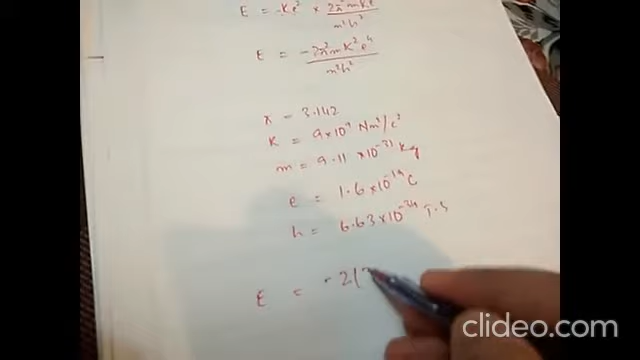 E = -Ke² × 2π²mKe² / n²h²
E = -2π²mK²e⁴ / n²h²
π = 3.142
K = 9×10⁹ Nm²/c²
m = 9.11 ×10⁻³¹ Kg
e = 1.6×10⁻¹⁹ C
h = 6.63×10⁻³⁴ J.s
E = -2(3
clideo.com